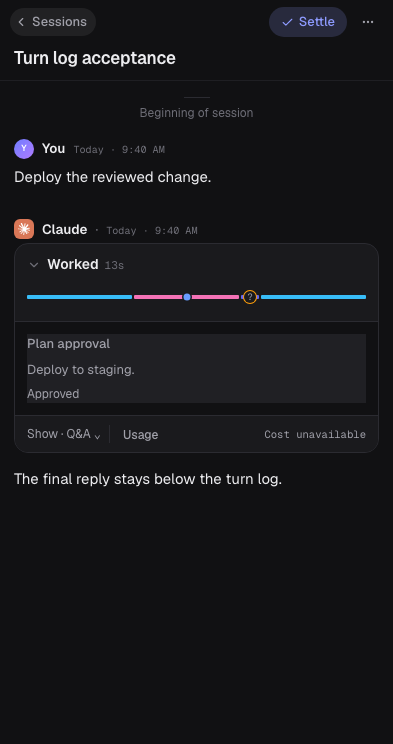 Sessions
Settle
Turn log acceptance
Beginning of session
Y You Today · 9:40 AM
Deploy the reviewed change.
Claude · Today · 9:40 AM
Worked 13s
?
Plan approval
Deploy to staging.
Approved
Show · Q&A Usage Cost unavailable
The final reply stays below the turn log.